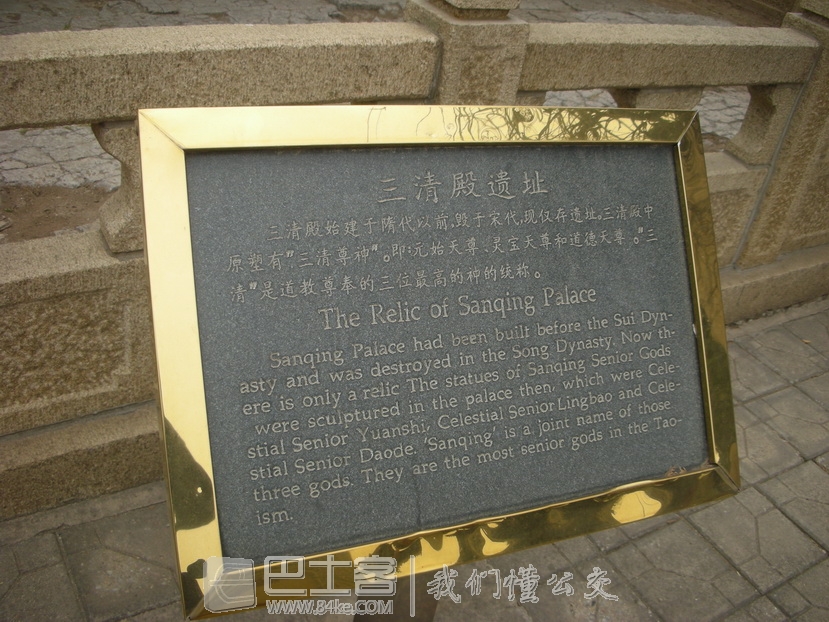 三清殿遗址
三清殿始建于隋代以前,毁于宋代,现仅存遗址。三清殿中
原塑有"三清尊神"。即:元始天尊、灵宝天尊和道德天尊。"三
清"是道教尊奉的三位最高的神的统称。
The Relic of Sanqing Palace
Sanqing Palace had been built before the Sui Dyn-
asty and was destroyed in the Song Dynasty. Now th-
ere is only a relic The statues of Sanqing Senior Gods
were sculptured in the palace then, which were Cele-
stial Senior Yuanshi, Celestial Senior Lingbao and Cele-
stial Senior Daode. 'Sanqing' is a joint name of those
three gods. They are the most senior gods in the Tao-
ism.
巴士客 我们懂公交
www.84ke.com